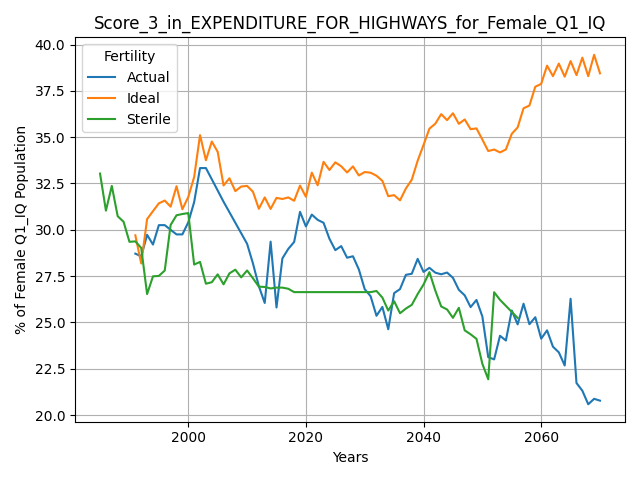 Score_3_in_EXPENDITURE_FOR_HIGHWAYS_for_Female_Q1_IQ
Fertility
Actual
Ideal
Sterile
% of Female Q1_IQ Population
40.0
37.5
35.0
32.5
30.0
27.5
25.0
22.5
20.0
2000 2020 2040 2060
Years